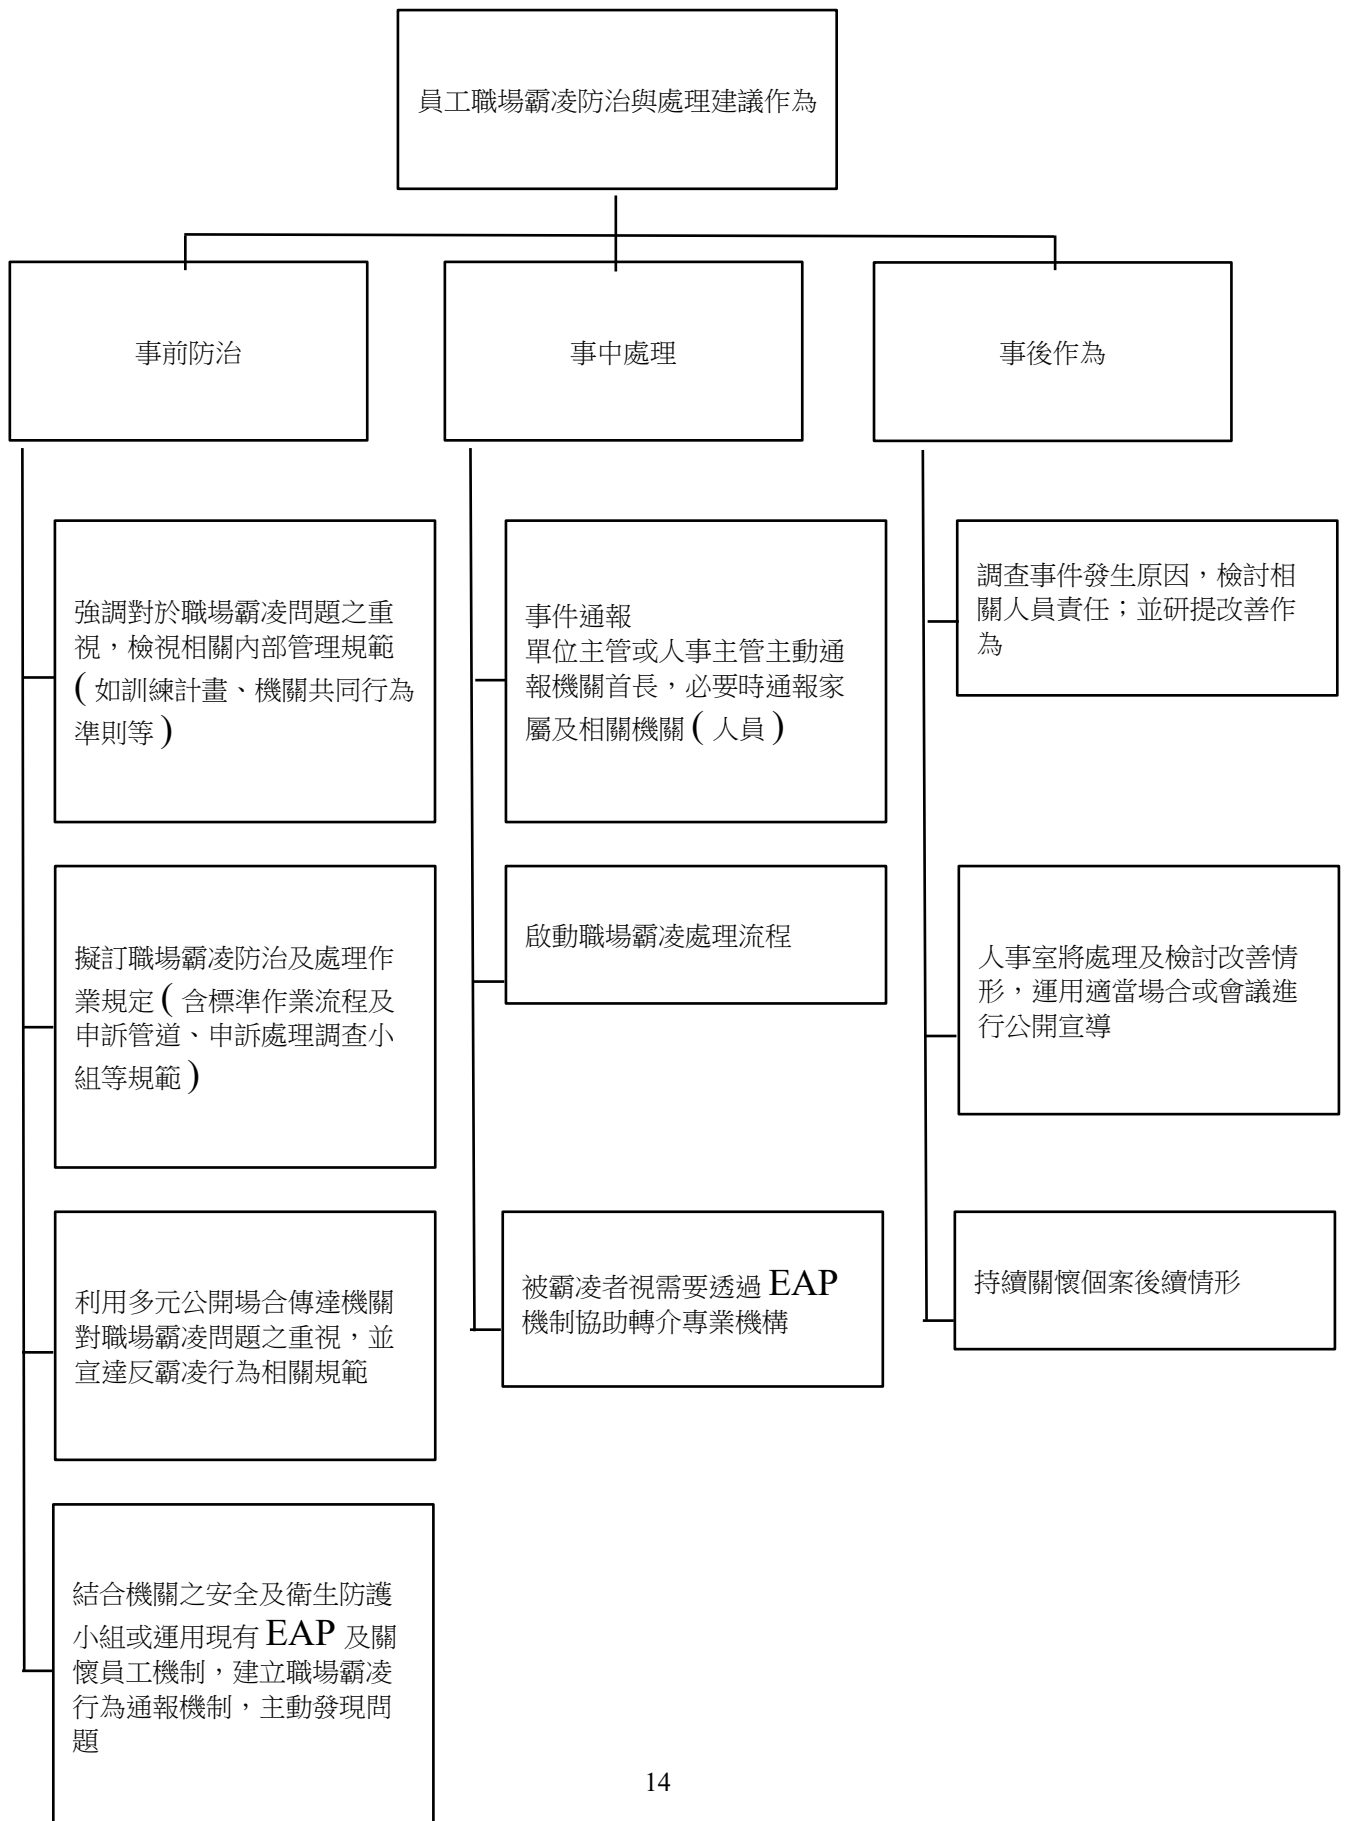 員工職場霸凌防治與處理建議作為
事前防治
強調對於職場霸凌問題之重
視，檢視相關內部管理規範
(如訓練計畫、機關共同行為
準則等)
擬訂職場霸凌防治及處理作
業規定(含標準作業流程及
申訴管道、申訴處理調查小
組等規範)
利用多元公開場合傳達機關
對職場霸凌問題之重視，並
宣達反霸凌行為相關規範
結合機關之安全及衛生防護
小組或運用現有 EAP 及關
懷員工機制，建立職場霸凌
行為通報機制，主動發現問
題
事中處理
事件通報
單位主管或人事主管主動通
報機關首長，必要時通報家
屬及相關機關(人員)
啟動職場霸凌處理流程
被霸凌者視需要透過 EAP
機制協助轉介專業機構
事後作為
調查事件發生原因，檢討相
關人員責任；並研提改善作
為
人事室將處理及檢討改善情
形，運用適當場合或會議進
行公開宣導
持續關懷個案後續情形
14